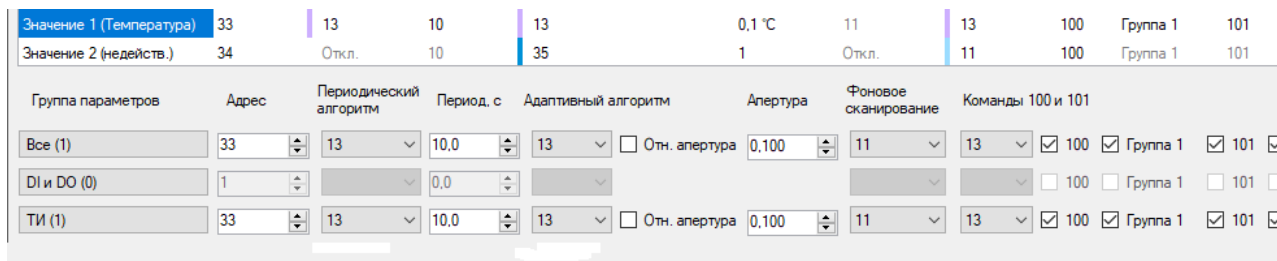 Значение 1 (Температура) 33 13 10 13 0,1 °C 11 13 100 Группа 1 101
Значение 2 (недейств.) 34 Откл. 10 35 1 Откл. 11 100 Группа 1 101
Группа параметров Адрес Периодический алгоритм Период, с Адаптивный алгоритм Апертура Фоновое сканирование Команды 100 и 101
Все (1) 33 13 10,0 13 Отн. апертура 0,100 11 13 100 Группа 1 101
DI и DO (0) 1 0,0 100 Группа 1 101
ТИ (1) 33 13 10,0 13 Отн. апертура 0,100 11 13 100 Группа 1 101